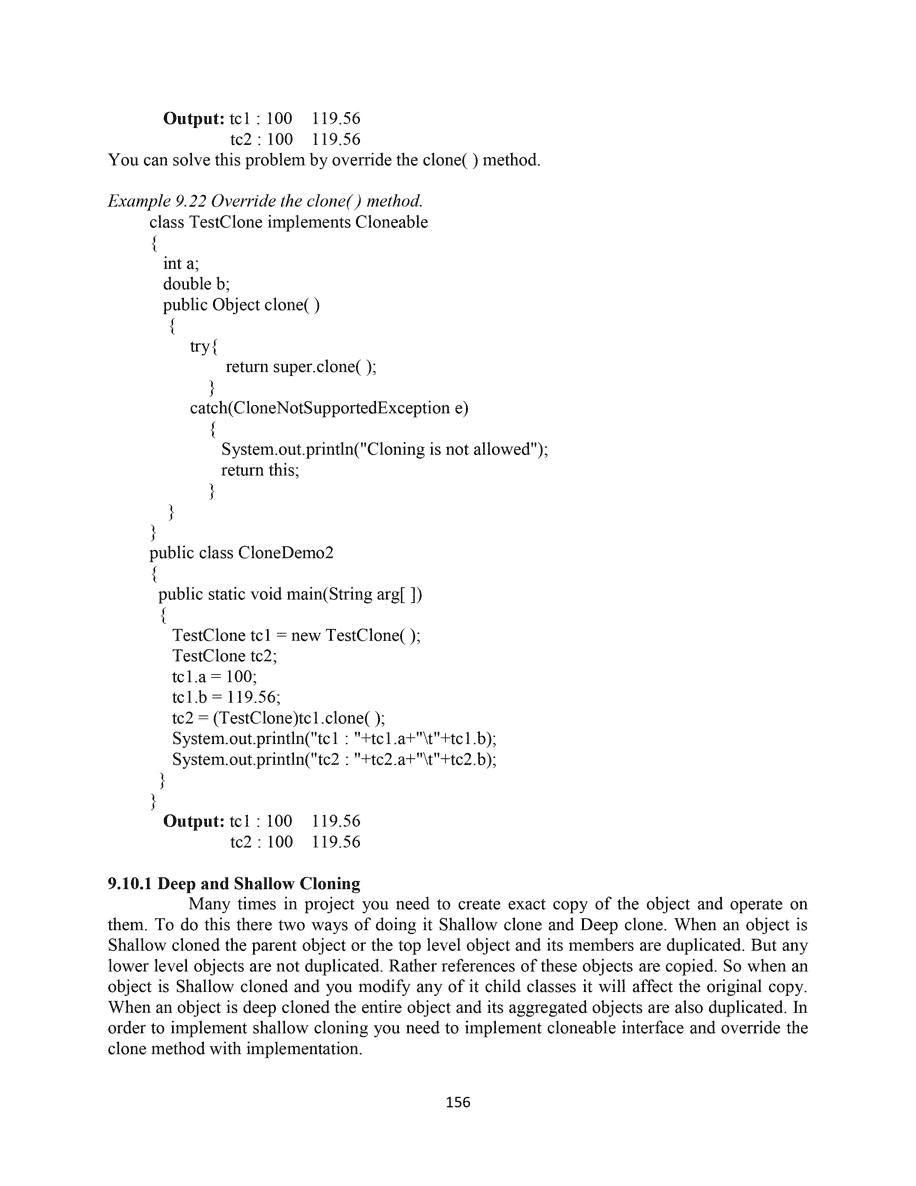 Output: tc1 : 100 119.56
tc2 : 100 119.56
You can solve this problem by override the clone( ) method.
Example 9.22 Override the clone( ) method.
class TestClone implements Cloneable
{
int a;
double b;
public Object clone( )
{
try{
return super.clone( );
}
catch(CloneNotSupportedException e)
{
System.out.println("Cloning is not allowed");
return this;
}
}
}
public class CloneDemo2
{
public static void main(String arg[ ])
{
TestClone tc1 = new TestClone( );
TestClone tc2;
tc1.a = 100;
tc1.b = 119.56;
tc2 = (TestClone)tc1.clone( );
System.out.println("tc1 : "+tc1.a+"\t"+tc1.b);
System.out.println("tc2 : "+tc2.a+"\t"+tc2.b);
}
}
Output: tc1 : 100 119.56
tc2 : 100 119.56
9.10.1 Deep and Shallow Cloning
Many times in project you need to create exact copy of the object and operate on
them. To do this there two ways of doing it Shallow clone and Deep clone. When an object is
Shallow cloned the parent object or the top level object and its members are duplicated. But any
lower level objects are not duplicated. Rather references of these objects are copied. So when an
object is Shallow cloned and you modify any of it child classes it will affect the original copy.
When an object is deep cloned the entire object and its aggregated objects are also duplicated. In
order to implement shallow cloning you need to implement cloneable interface and override the
clone method with implementation.
156